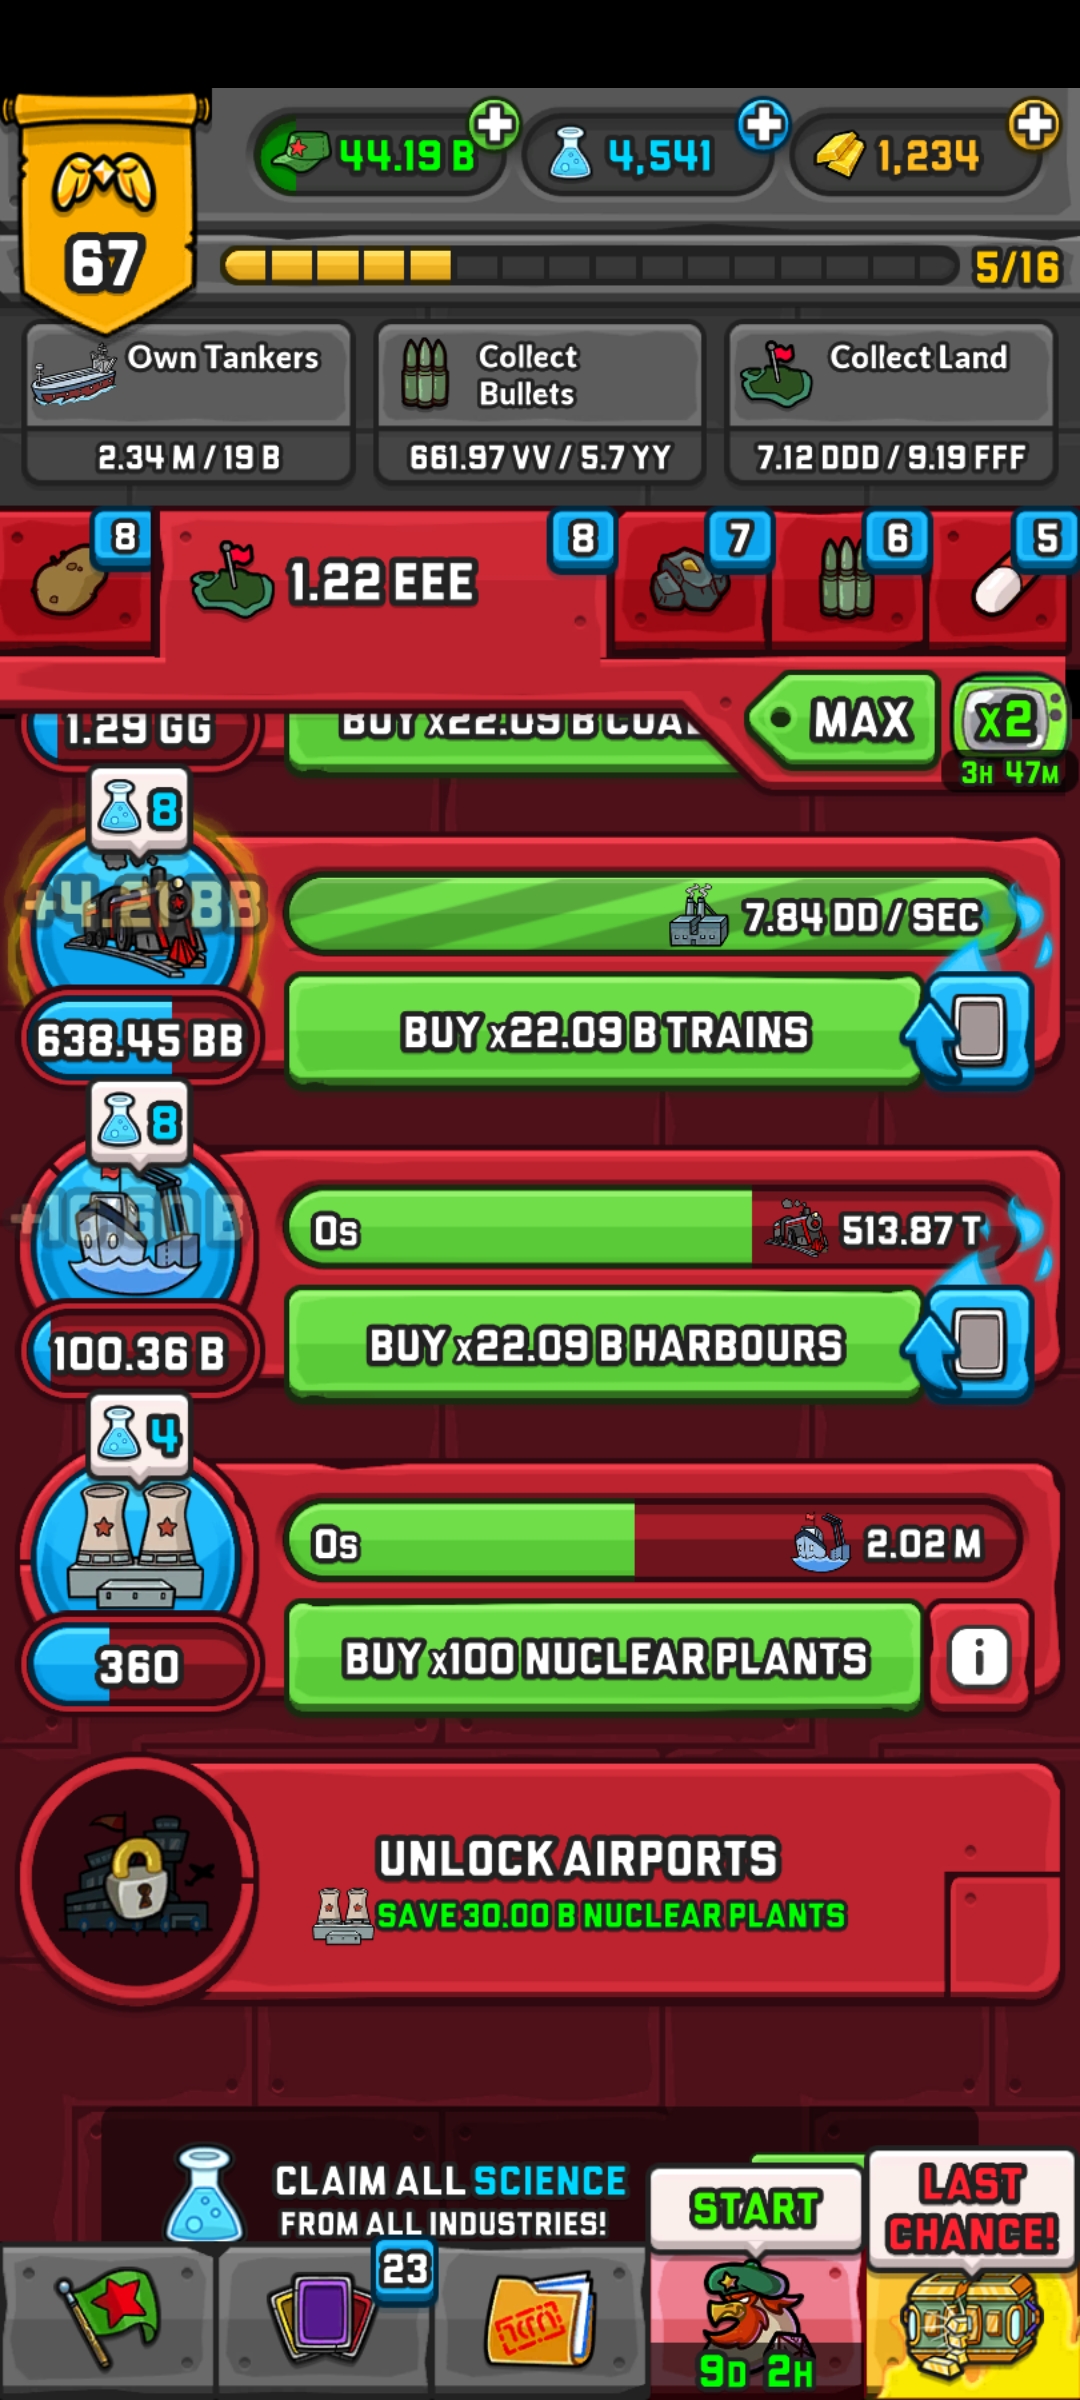 44.19 B
4,541
1,234
67
5/16
Own Tankers
2.34 M / 19 B
Collect
Bullets
661.97 VV / 5.7 YY
Collect Land
7.12 DDD / 9.19 FFF
8
1.22 EEE
8
7
6
5
MAX
x2
3H 47M
1.29 GG
BUY x22.09 B COAL
8
+4.21 BB
7.84 DD / SEC
638.45 BB
BUY x22.09 B TRAINS
8
0s
513.87 T
100.36 B
BUY x22.09 B HARBOURS
4
0s
2.02 M
360
BUY x100 NUCLEAR PLANTS
i
UNLOCK AIRPORTS
SAVE 30.00 B NUCLEAR PLANTS
CLAIM ALL SCIENCE
FROM ALL INDUSTRIES!
START
LAST
CHANCE!
23
9D 2H